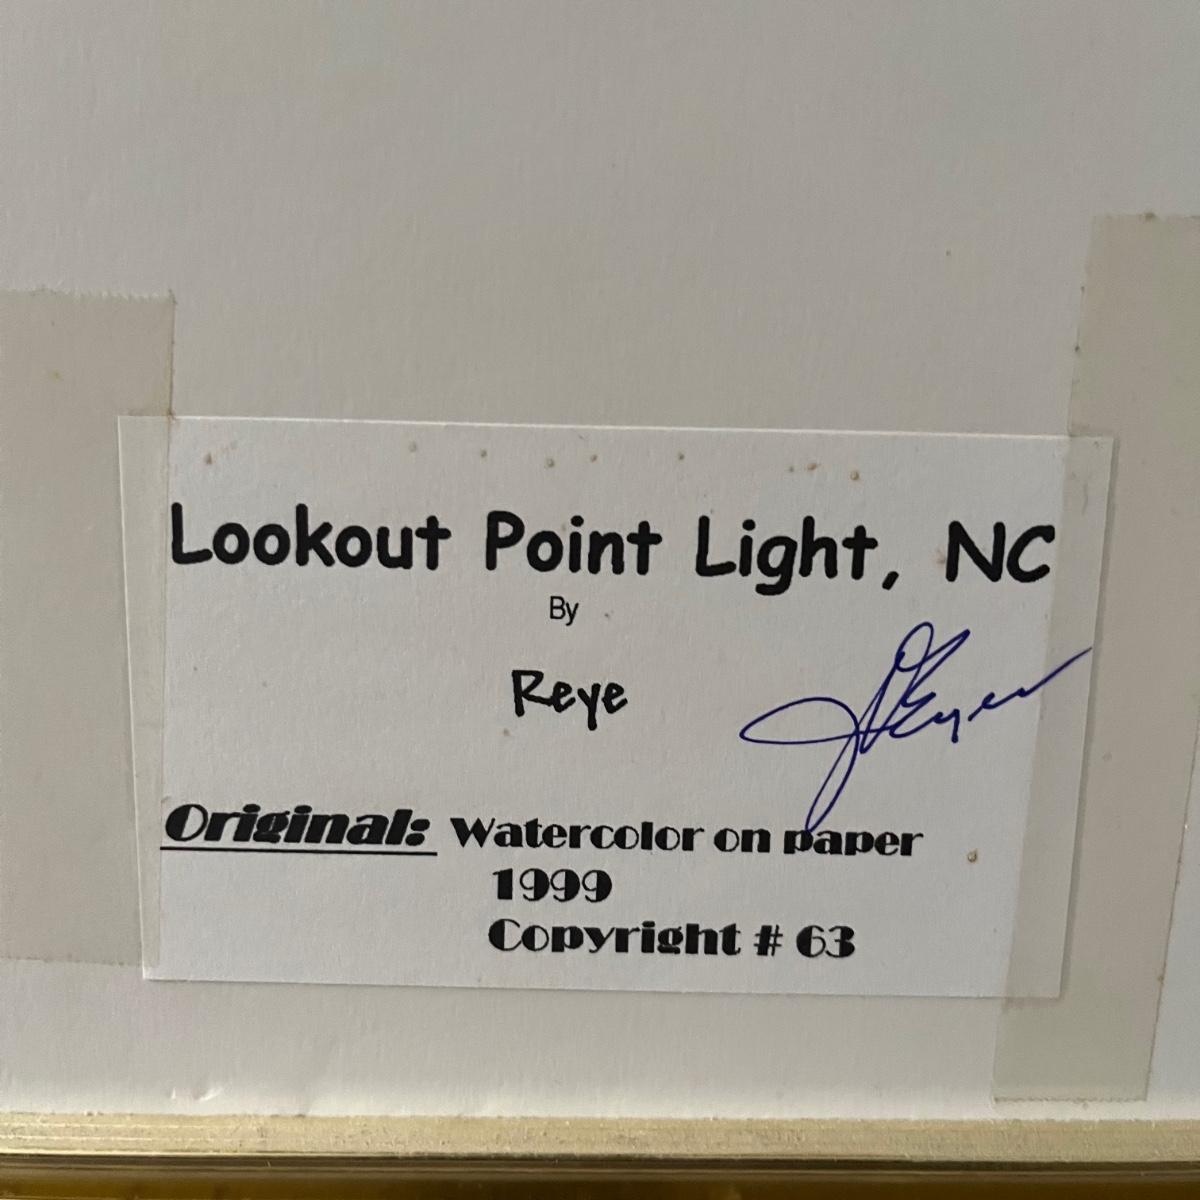 Lookout Point Light, NC
By
Reye
Original: Watercolor on paper
1999
Copyright # 63